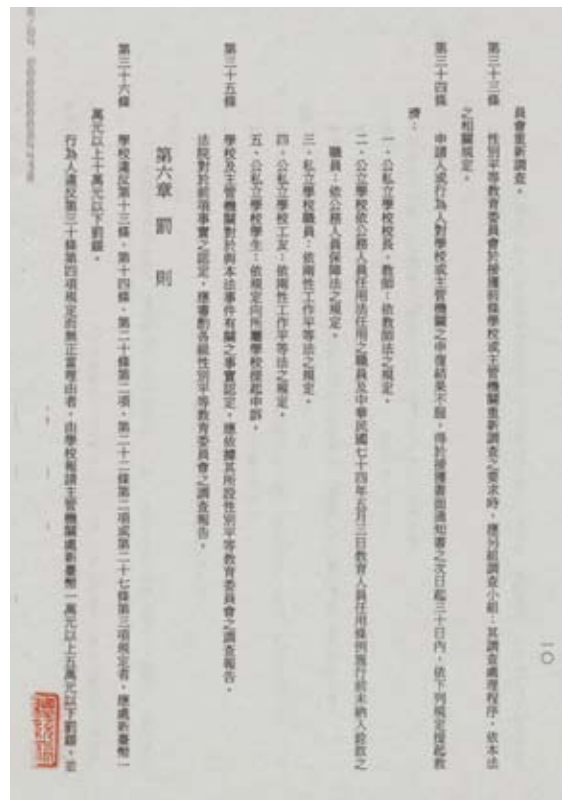 一〇
員會重新調查。
第三十三條 性別平等教育委員會於接獲前條學校或主管機關重新調查之要求時，應另組調查小組；其調查處理程序，依本法
之相關規定。
第三十四條 申請人或行為人對學校或主管機關之申復結果不服，得於接獲書面通知書之次日起三十日內，依下列規定提起救
濟：
一、公私立學校校長、教師：依教師法之規定。
二、公立學校依公務人員任用法任用之職員及中華民國七十四年五月三日教育人員任用條例施行前未納入銓敘之
職員：依公務人員保障法之規定。
三、私立學校職員：依兩性工作平等法之規定。
四、公私立學校工友：依兩性工作平等法之規定。
五、公私立學校學生：依規定向所屬學校提起申訴。
第三十五條 學校及主管機關對於與本法事件有關之事實認定，應依據其所設性別平等教育委員會之調查報告。
法院對於前項事實之認定，應審酌各級性別平等教育委員會之調查報告。
第六章 罰 則
第三十六條 學校違反第十三條、第十四條、第二十條第二項、第二十二條第二項或第二十七條第三項規定者，應處新臺幣一
萬元以上十萬元以下罰鍰。
行為人違反第三十條第四項規定而無正當理由者，由學校報請主管機關處新臺幣一萬元以上五萬元以下罰鍰，並